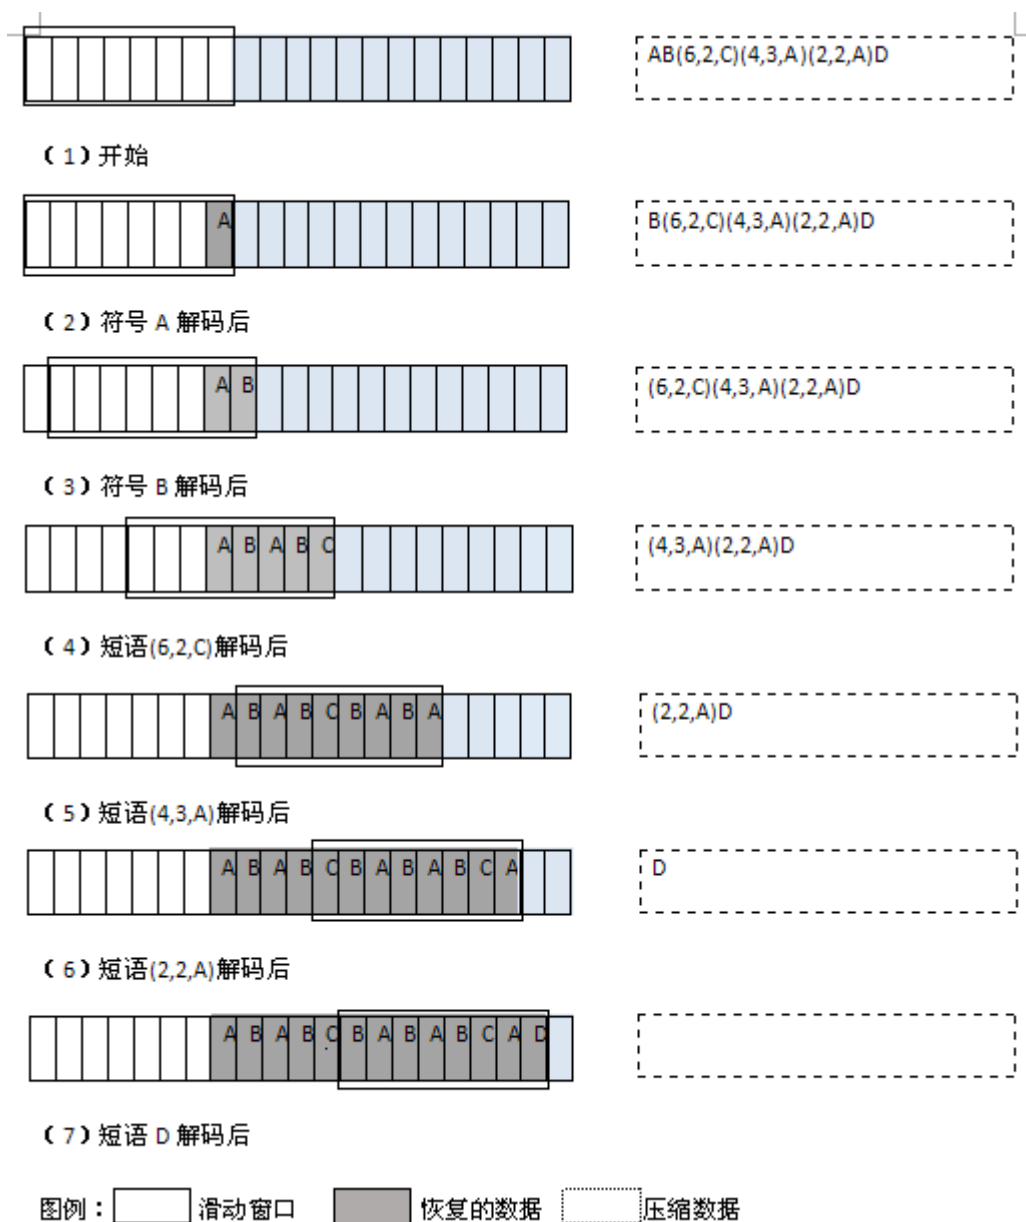 AB(6,2,C)(4,3,A)(2,2,A)D
(1)开始
A
B(6,2,C)(4,3,A)(2,2,A)D
(2)符号 A 解码后
A B
(6,2,C)(4,3,A)(2,2,A)D
(3)符号 B 解码后
A B A B C
(4,3,A)(2,2,A)D
(4)短语(6,2,C)解码后
A B A B C B A B A
(2,2,A)D
(5)短语(4,3,A)解码后
A B A B C B A B A B C A
D
(6)短语(2,2,A)解码后
A B A B C B A B A B C A D
(7)短语 D 解码后
图例: 滑动窗口 恢复的数据 压缩数据